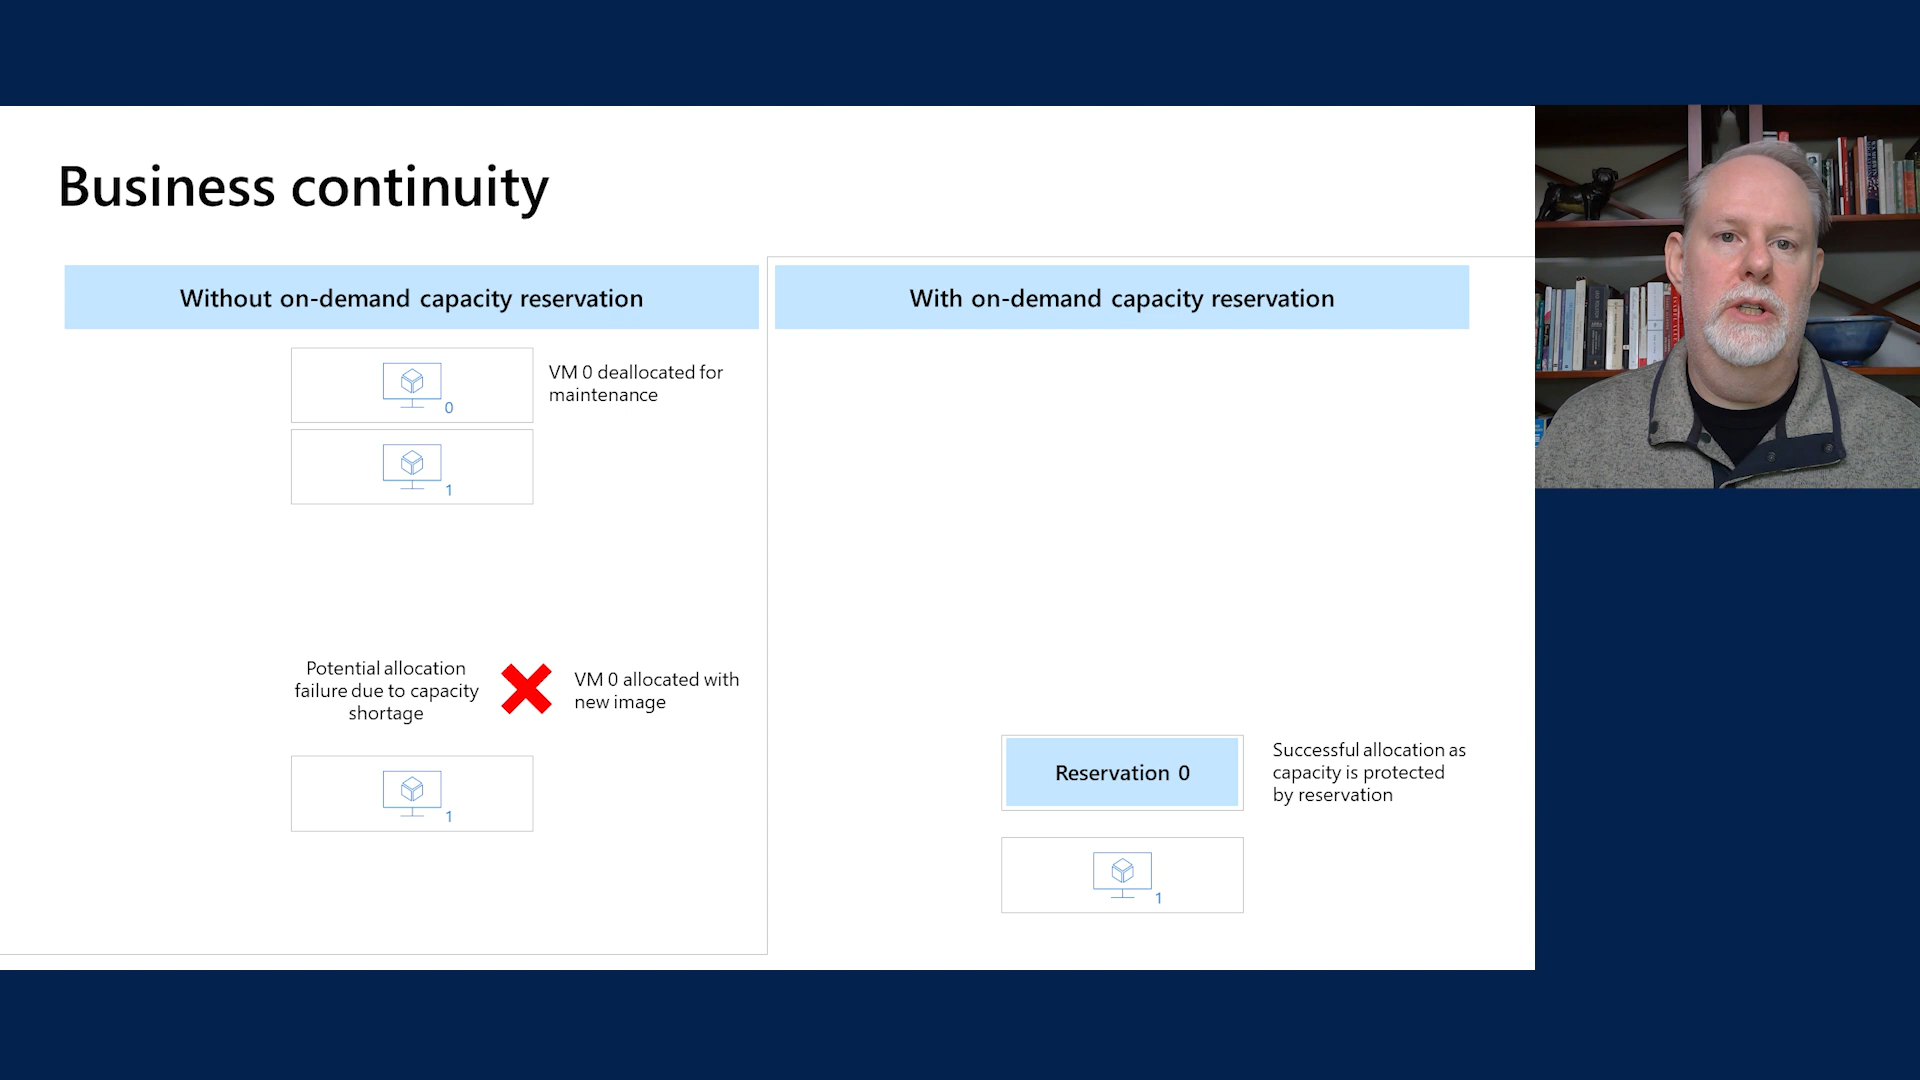 Business continuity
Without on-demand capacity reservation
0
VM 0 deallocated for
maintenance
1
Potential allocation
failure due to capacity
shortage
VM 0 allocated with
new image
1
With on-demand capacity reservation
Reservation 0
Successful allocation as
capacity is protected
by reservation
1